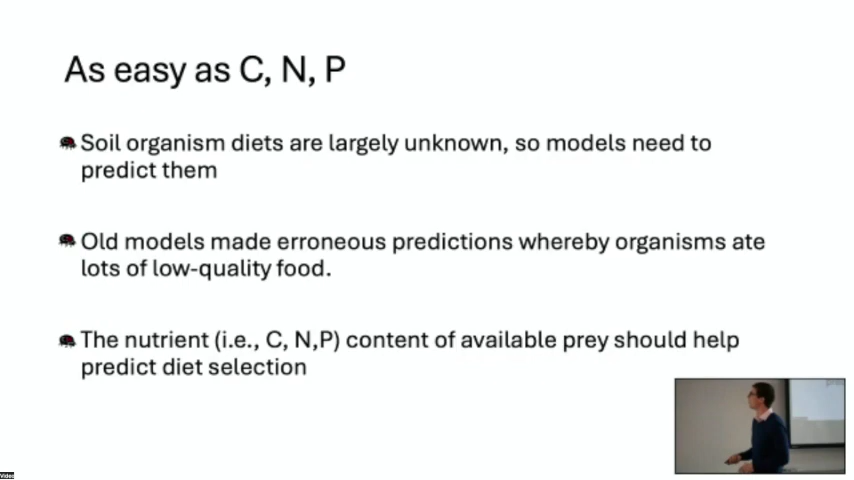 As easy as C, N, P
Soil organism diets are largely unknown, so models need to
predict them
Old models made erroneous predictions whereby organisms ate
lots of low-quality food.
The nutrient (i.e., C, N,P) content of available prey should help
predict diet selection
Video